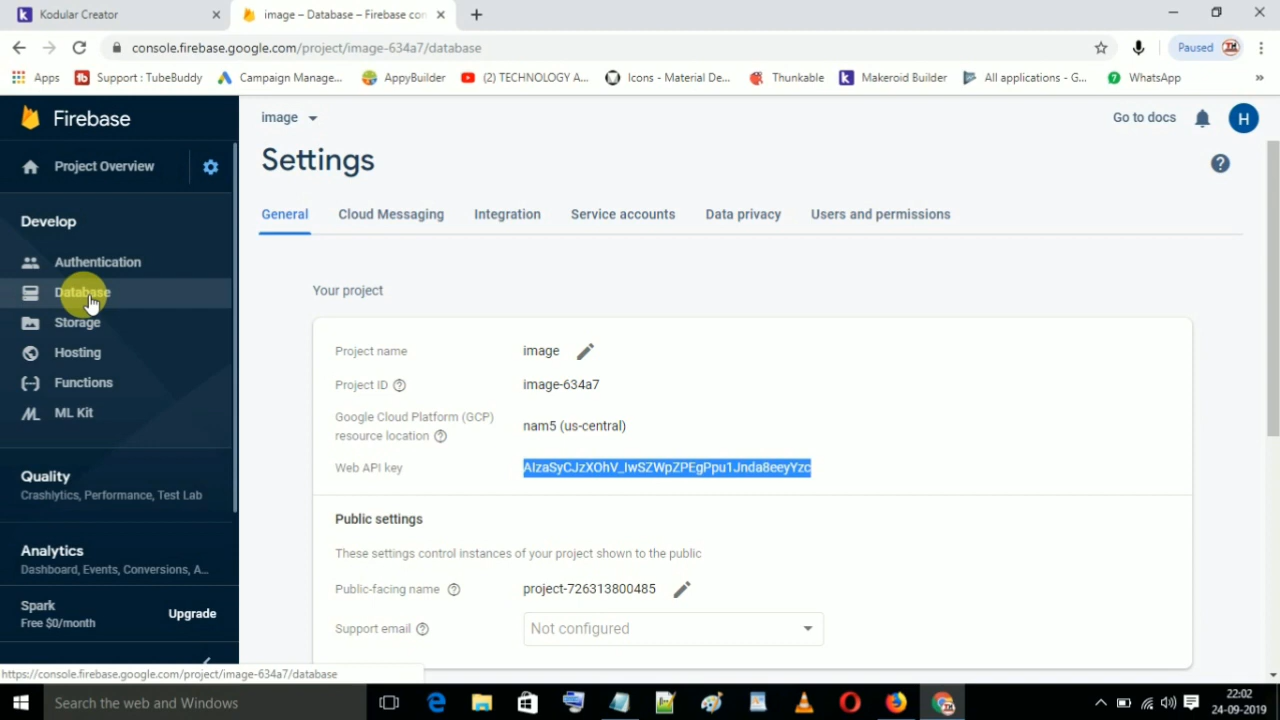 Kodular Creator
image – Database – Firebase con
console.firebase.google.com/project/image-634a7/database
Paused
Apps
Support : TubeBuddy
Campaign Manage...
AppyBuilder
(2) TECHNOLOGY A...
Icons - Material De...
Thunkable
Makeroid Builder
All applications - G...
WhatsApp
Firebase
image
Go to docs
H
Project Overview
Settings
General
Cloud Messaging
Integration
Service accounts
Data privacy
Users and permissions
Develop
Authentication
Database
Storage
Hosting
Functions
ML Kit
Quality
Crashlytics, Performance, Test Lab
Analytics
Dashboard, Events, Conversions, A...
Spark
Free $0/month
Upgrade
Your project
Project name
image
Project ID
image-634a7
Google Cloud Platform (GCP)
resource location
nam5 (us-central)
Web API key
AIzaSyCJzXOhV_IwSZWpZPEgPpu1Jnda8eeyYzc
Public settings
These settings control instances of your project shown to the public
Public-facing name
project-726313800485
Support email
Not configured
https://console.firebase.google.com/project/image-634a7/database
Search the web and Windows
22:02
24-09-2019